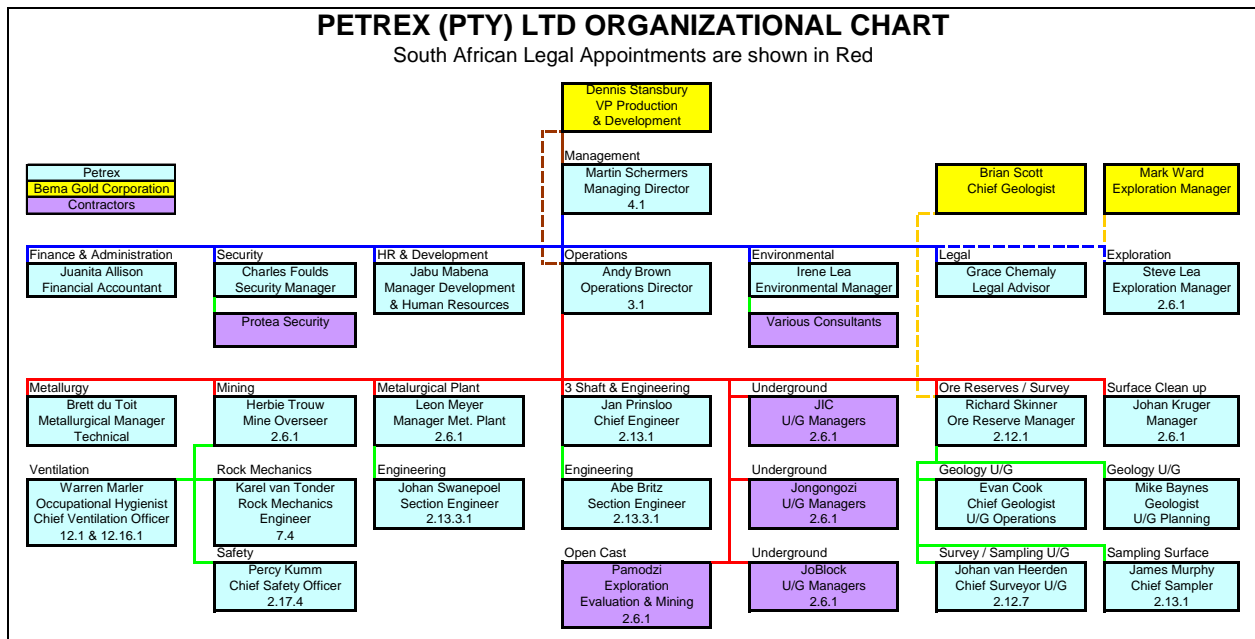 PETREX (PTY) LTD ORGANIZATIONAL CHART
South African Legal Appointments are shown in Red
Dennis Stansbury
VP Production
& Development
Petrex
Bema Gold Corporation
Contractors
Management
Martin Schermers
Managing Director
4.1
Brian Scott
Chief Geologist
Mark Ward
Exploration Manager
Finance & Administration
Juanita Allison
Financial Accountant
Security
Charles Foulds
Security Manager
Protea Security
HR & Development
Jabu Mabena
Manager Development
& Human Resources
Operations
Andy Brown
Operations Director
3.1
Environmental
Irene Lea
Environmental Manager
Various Consultants
Legal
Grace Chemaly
Legal Advisor
Exploration
Steve Lea
Exploration Manager
2.6.1
Metallurgy
Brett du Toit
Metallurgical Manager
Technical
Mining
Herbie Trouw
Mine Overseer
2.6.1
Metalurgical Plant
Leon Meyer
Manager Met. Plant
2.6.1
3 Shaft & Engineering
Jan Prinsloo
Chief Engineer
2.13.1
Underground
JIC
U/G Managers
2.6.1
Ore Reserves / Survey
Richard Skinner
Ore Reserve Manager
2.12.1
Surface Clean up
Johan Kruger
Manager
2.6.1
Ventilation
Warren Marler
Occupational Hygienist
Chief Ventilation Officer
12.1 & 12.16.1
Rock Mechanics
Karel van Tonder
Rock Mechanics
Engineer
7.4
Engineering
Johan Swanepoel
Section Engineer
2.13.3.1
Engineering
Abe Britz
Section Engineer
2.13.3.1
Underground
Jongongozi
U/G Managers
2.6.1
Geology U/G
Evan Cook
Chief Geologist
U/G Operations
Geology U/G
Mike Baynes
Geologist
U/G Planning
Safety
Percy Kumm
Chief Safety Officer
2.17.4
Open Cast
Pamodzi
Exploration
Evaluation & Mining
2.6.1
Underground
JoBlock
U/G Managers
2.6.1
Survey / Sampling U/G
Johan van Heerden
Chief Surveyor U/G
2.12.7
Sampling Surface
James Murphy
Chief Sampler
2.13.1